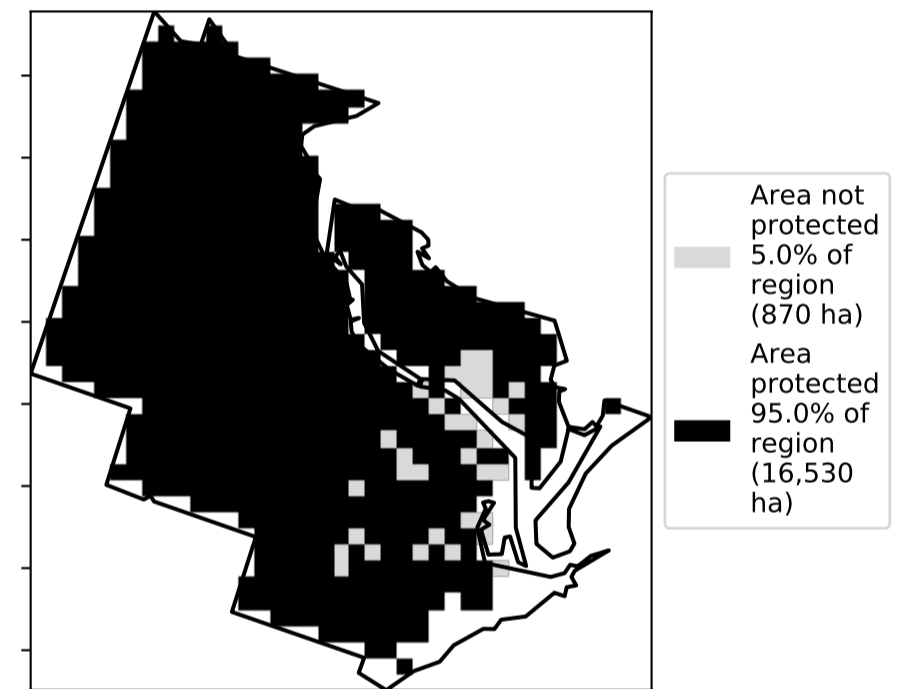 Area not
protected
5.0% of
region
(870 ha)
Area
protected
95.0% of
region
(16,530
ha)